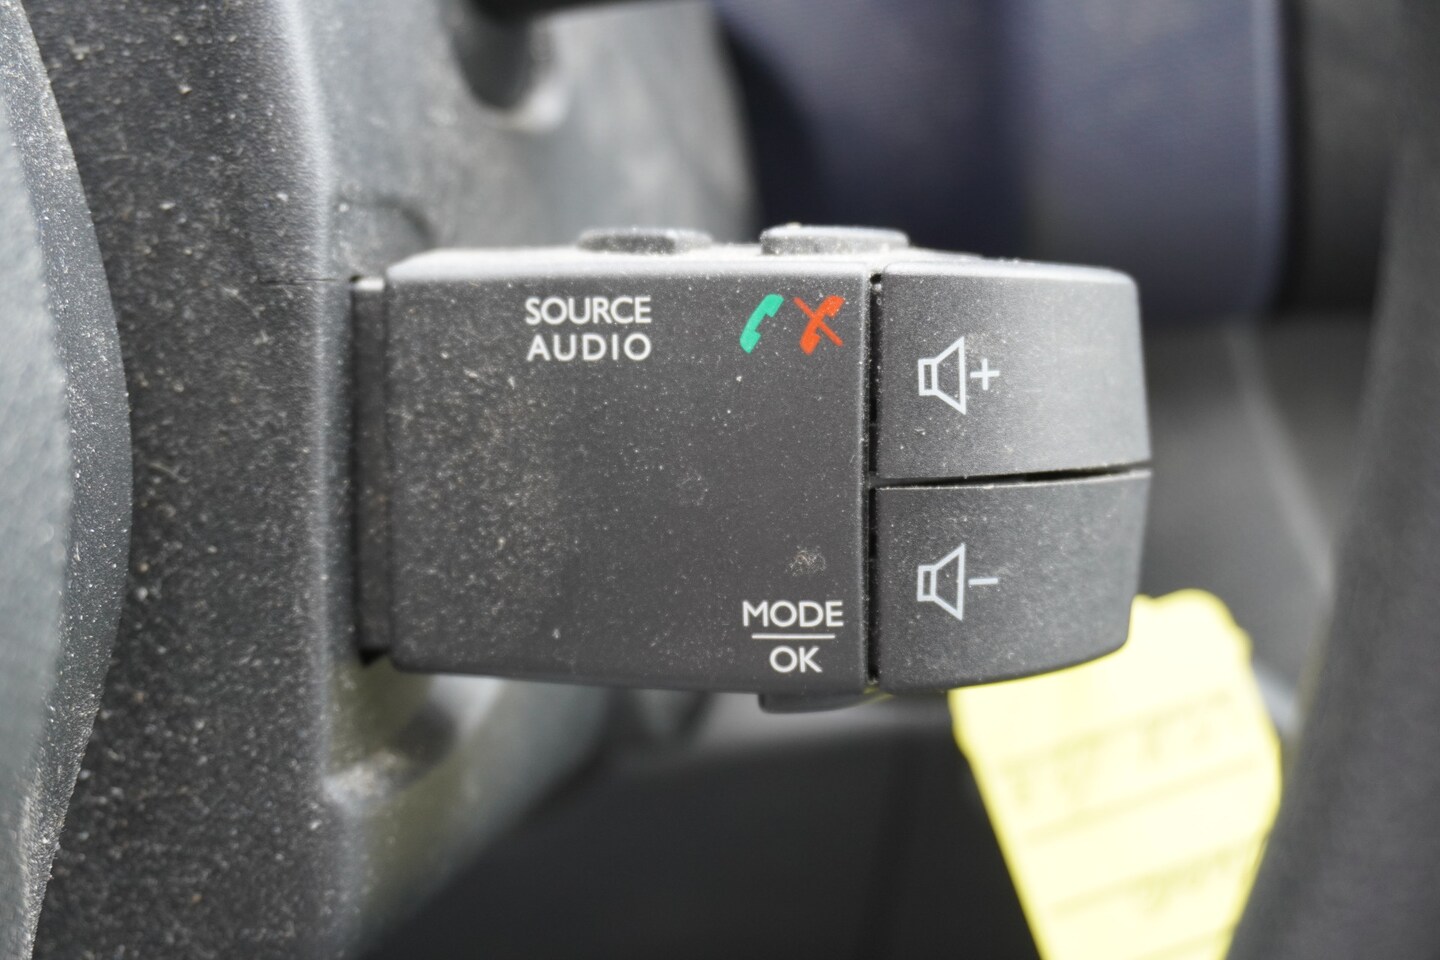 SOURCE
AUDIO
+
-
MODE
OK